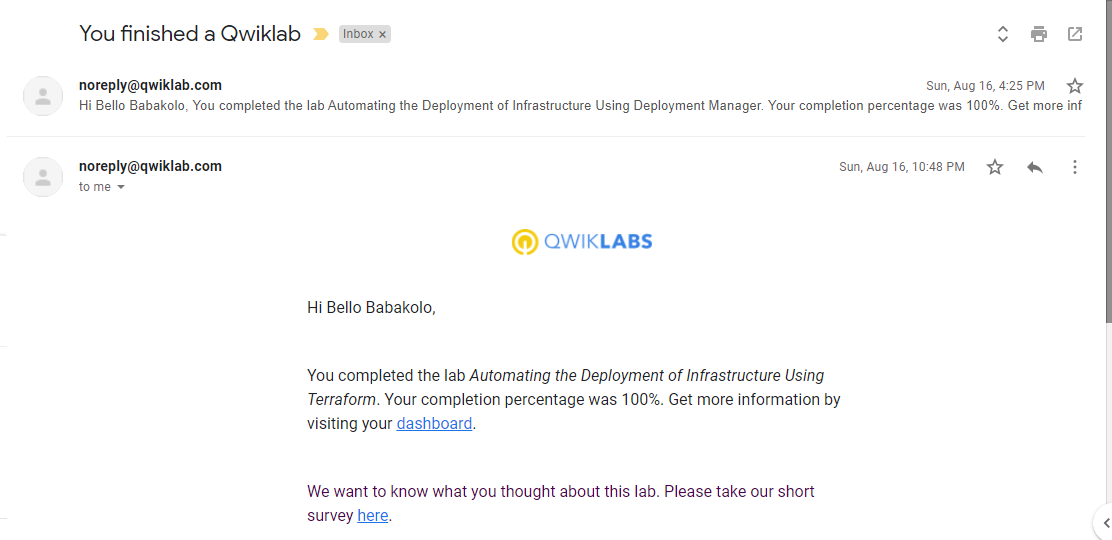 You finished a Qwiklab Inbox x
noreply@qwiklab.com Sun, Aug 16, 4:25 PM
Hi Bello Babakolo, You completed the lab Automating the Deployment of Infrastructure Using Deployment Manager. Your completion percentage was 100%. Get more inf
noreply@qwiklab.com Sun, Aug 16, 10:48 PM
to me
QWIKLABS
Hi Bello Babakolo,
You completed the lab Automating the Deployment of Infrastructure Using
Terraform. Your completion percentage was 100%. Get more information by
visiting your dashboard.
We want to know what you thought about this lab. Please take our short
survey here.